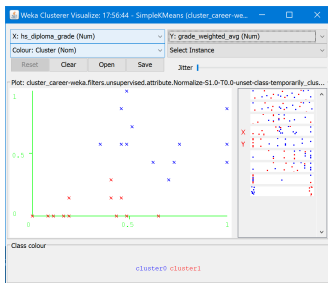 Weka Clusterer Visualize: 17:56:44 - SimpleKMeans (cluster_career-we...
X: hs_diploma_grade (Num) Y: grade_weighted_avg (Num)
Colour: Cluster (Nom) Select Instance
Reset Clear Open Save Jitter
Plot: cluster_career-weka.filters.unsupervised.attribute.Normalize-S1.0-T0.0-unset-class-temporarily_clus...
1
0.5
0
0 0.5 1
X
Y
Class colour
cluster0 cluster1